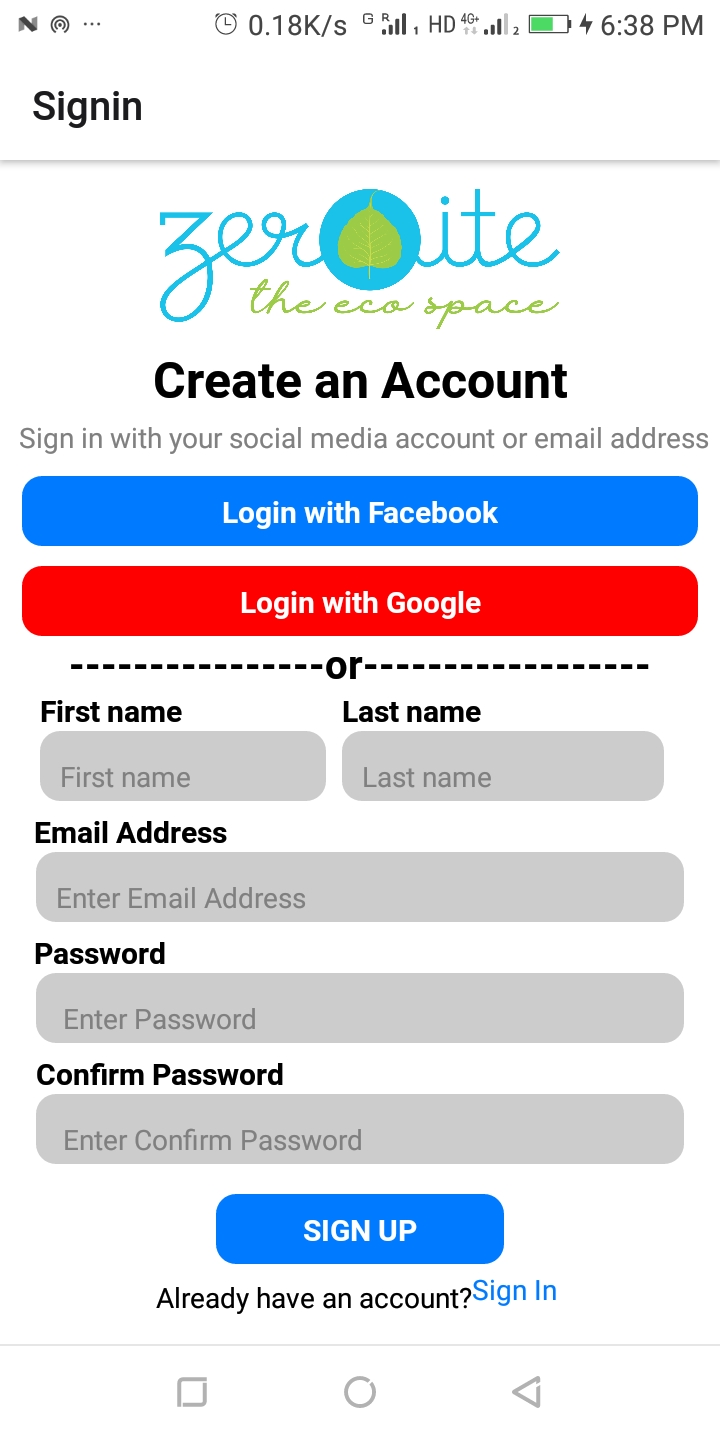 0.18K/s G R 1 HD 4G+ 2 6:38 PM
Signin
zeroite
the eco space
Create an Account
Sign in with your social media account or email address
Login with Facebook
Login with Google
----------------or------------------
First name Last name
First name Last name
Email Address
Enter Email Address
Password
Enter Password
Confirm Password
Enter Confirm Password
SIGN UP
Already have an account?Sign In